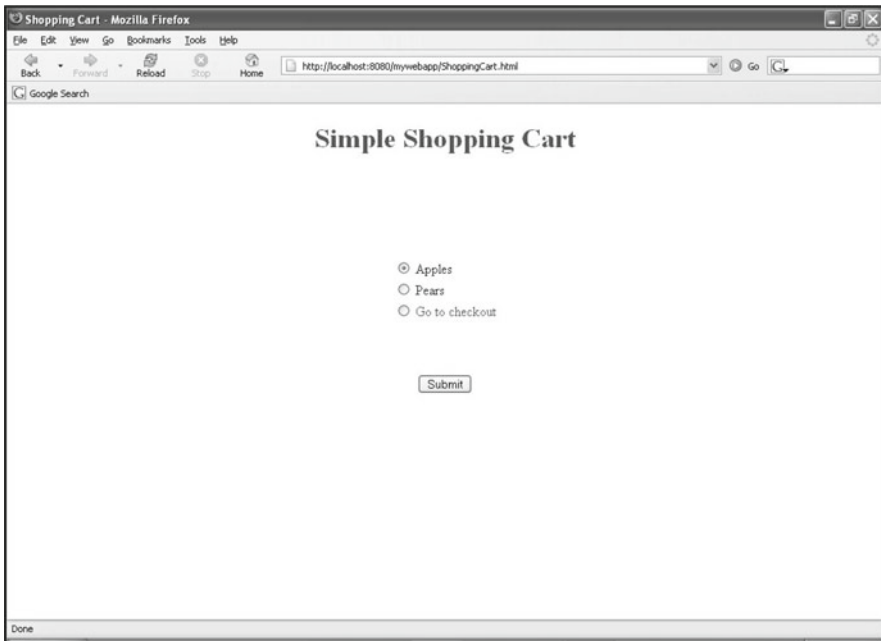 Shopping Cart - Mozilla Firefox
File Edit View Go Bookmarks Tools Help
Back Forward Reload Stop Home http://localhost:8080/mywebapp/ShoppingCart.html Go G
G Google Search
Simple Shopping Cart
Apples
Pears
Go to checkout
Submit
Done